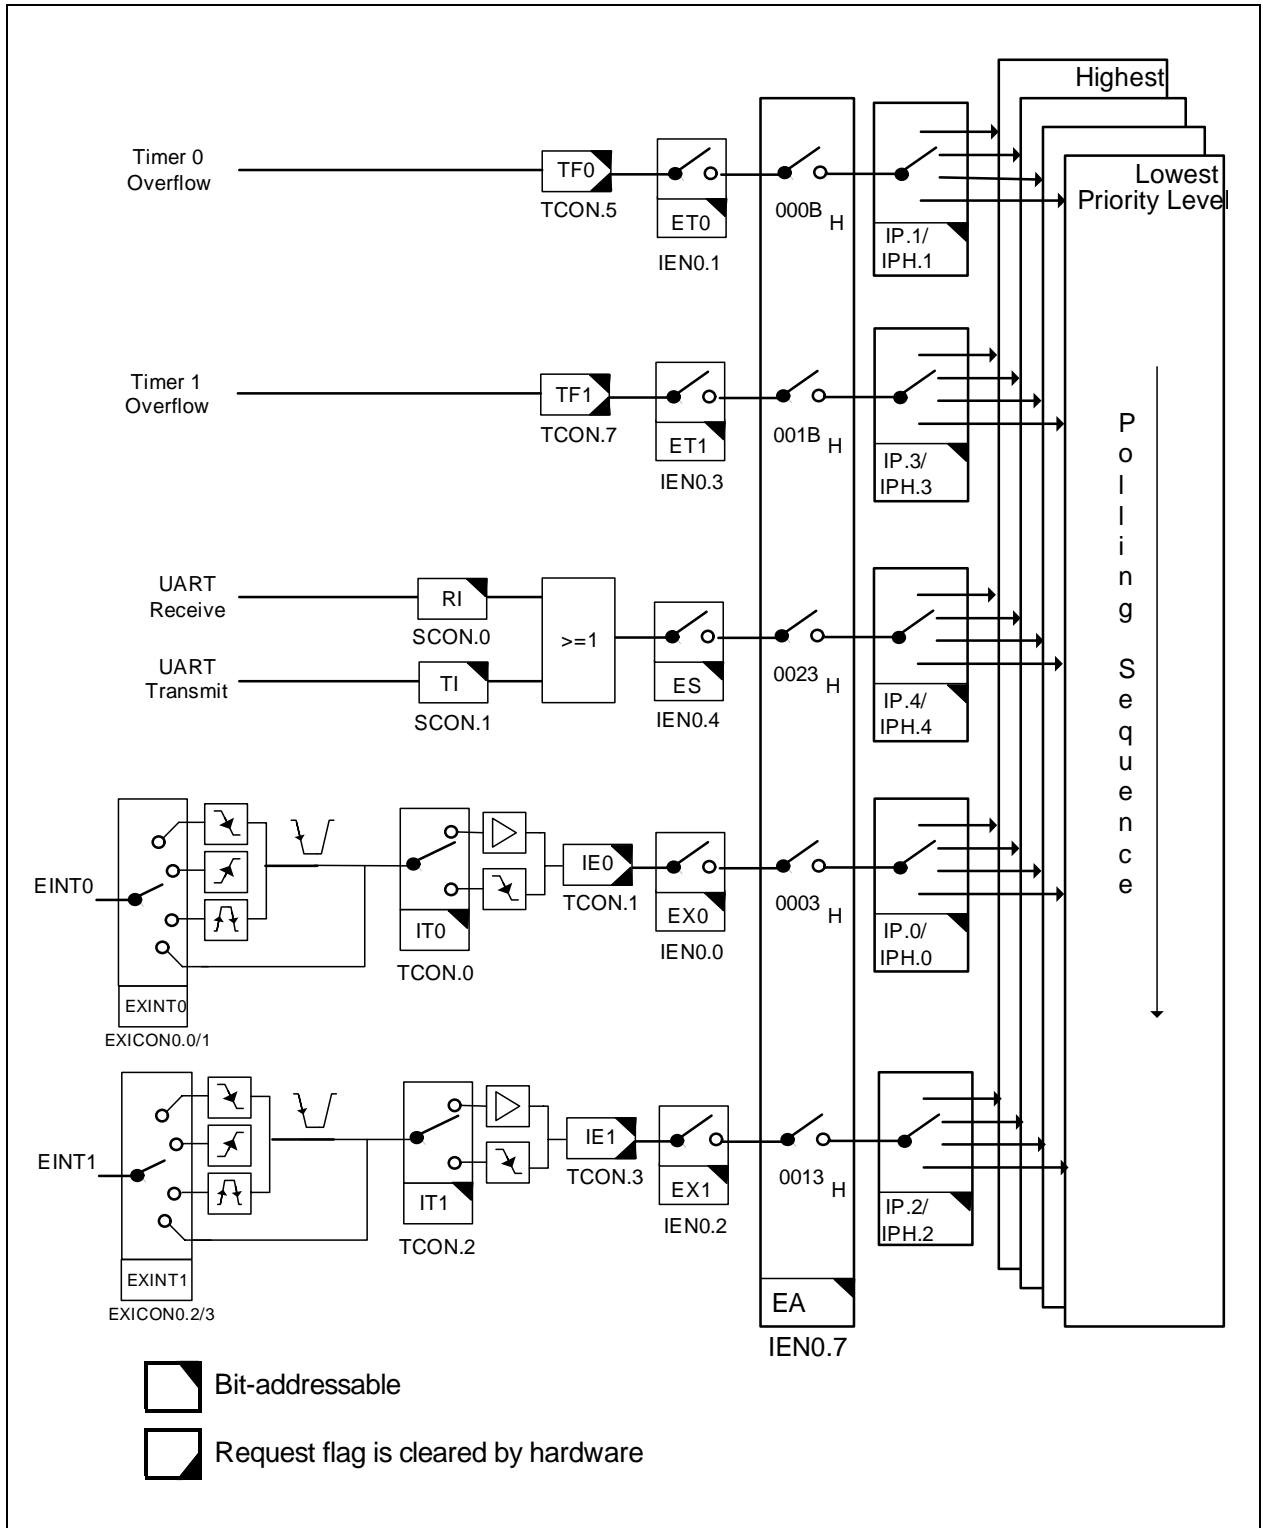 Highest
Lowest
Priority Level
Timer 0
Overflow
TF0
TCON.5
ET0
IEN0.1
000B H
IP.1/
IPH.1
Timer 1
Overflow
TF1
TCON.7
ET1
IEN0.3
001B H
IP.3/
IPH.3
Polling Sequence
UART
Receive
RI
SCON.0
UART
Transmit
TI
SCON.1
>=1
ES
IEN0.4
0023 H
IP.4/
IPH.4
EINT0
EXINT0
EXICON0.0/1
IT0
TCON.0
IE0
TCON.1
EX0
IEN0.0
0003 H
IP.0/
IPH.0
EINT1
EXINT1
EXICON0.2/3
IT1
TCON.2
IE1
TCON.3
EX1
IEN0.2
0013 H
IP.2/
IPH.2
EA
IEN0.7
Bit-addressable
Request flag is cleared by hardware